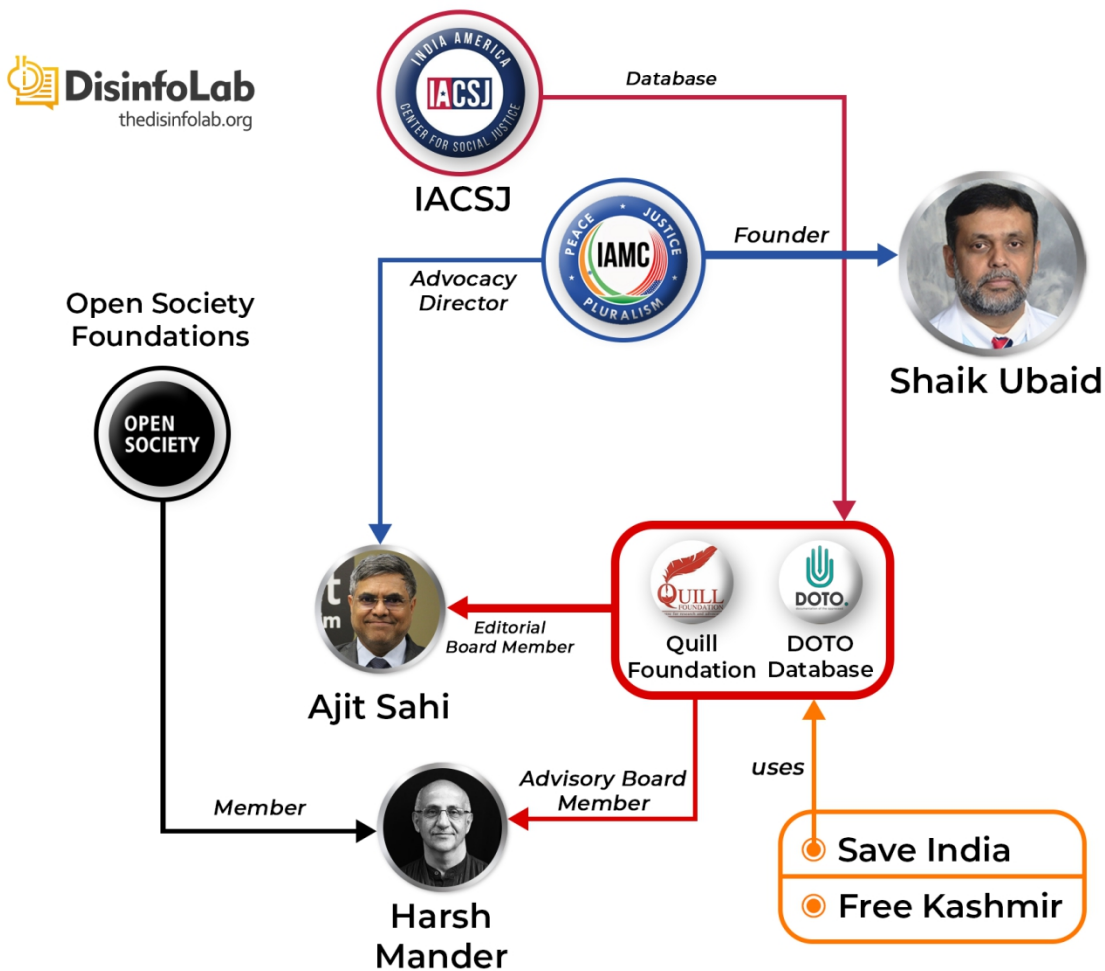 DisinfoLab
thedisinfolab.org
INDIA AMERICA
IACSJ
CENTER FOR SOCIAL JUSTICE
IACSJ
Database
PEACE ★ JUSTICE
IAMC
PLURALISM
Founder
Advocacy
Director
Shaik Ubaid
Open Society
Foundations
OPEN
SOCIETY
Ajit Sahi
Editorial
Board Member
QUILL
FOUNDATION
Quill
Foundation
DOTO.
DOTO
Database
Advisory Board
Member
uses
Member
Harsh
Mander
Save India
Free Kashmir